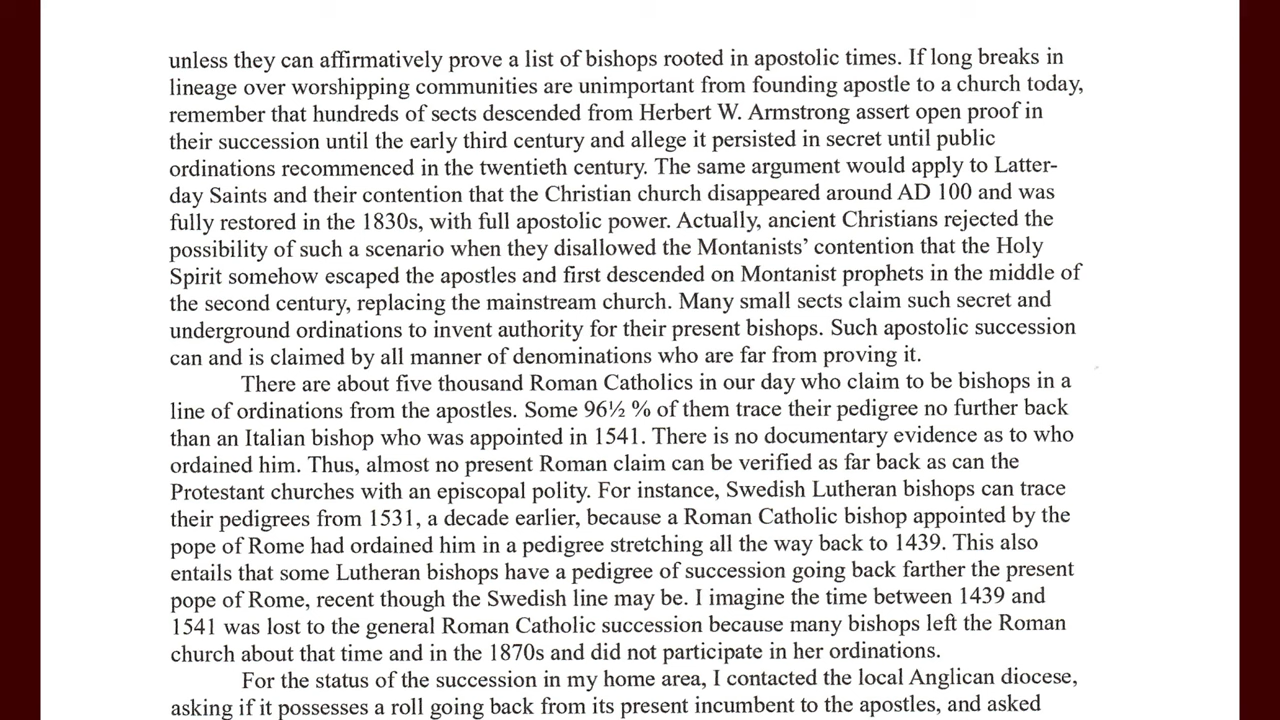 unless they can affirmatively prove a list of bishops rooted in apostolic times. If long breaks in
lineage over worshipping communities are unimportant from founding apostle to a church today,
remember that hundreds of sects descended from Herbert W. Armstrong assert open proof in
their succession until the early third century and allege it persisted in secret until public
ordinations recommenced in the twentieth century. The same argument would apply to Latter-
day Saints and their contention that the Christian church disappeared around AD 100 and was
fully restored in the 1830s, with full apostolic power. Actually, ancient Christians rejected the
possibility of such a scenario when they disallowed the Montanists’ contention that the Holy
Spirit somehow escaped the apostles and first descended on Montanist prophets in the middle of
the second century, replacing the mainstream church. Many small sects claim such secret and
underground ordinations to invent authority for their present bishops. Such apostolic succession
can and is claimed by all manner of denominations who are far from proving it.
There are about five thousand Roman Catholics in our day who claim to be bishops in a
line of ordinations from the apostles. Some 96½ % of them trace their pedigree no further back
than an Italian bishop who was appointed in 1541. There is no documentary evidence as to who
ordained him. Thus, almost no present Roman claim can be verified as far back as can the
Protestant churches with an episcopal polity. For instance, Swedish Lutheran bishops can trace
their pedigrees from 1531, a decade earlier, because a Roman Catholic bishop appointed by the
pope of Rome had ordained him in a pedigree stretching all the way back to 1439. This also
entails that some Lutheran bishops have a pedigree of succession going back farther the present
pope of Rome, recent though the Swedish line may be. I imagine the time between 1439 and
1541 was lost to the general Roman Catholic succession because many bishops left the Roman
church about that time and in the 1870s and did not participate in her ordinations.
For the status of the succession in my home area, I contacted the local Anglican diocese,
asking if it possesses a roll going back from its present incumbent to the apostles, and asked